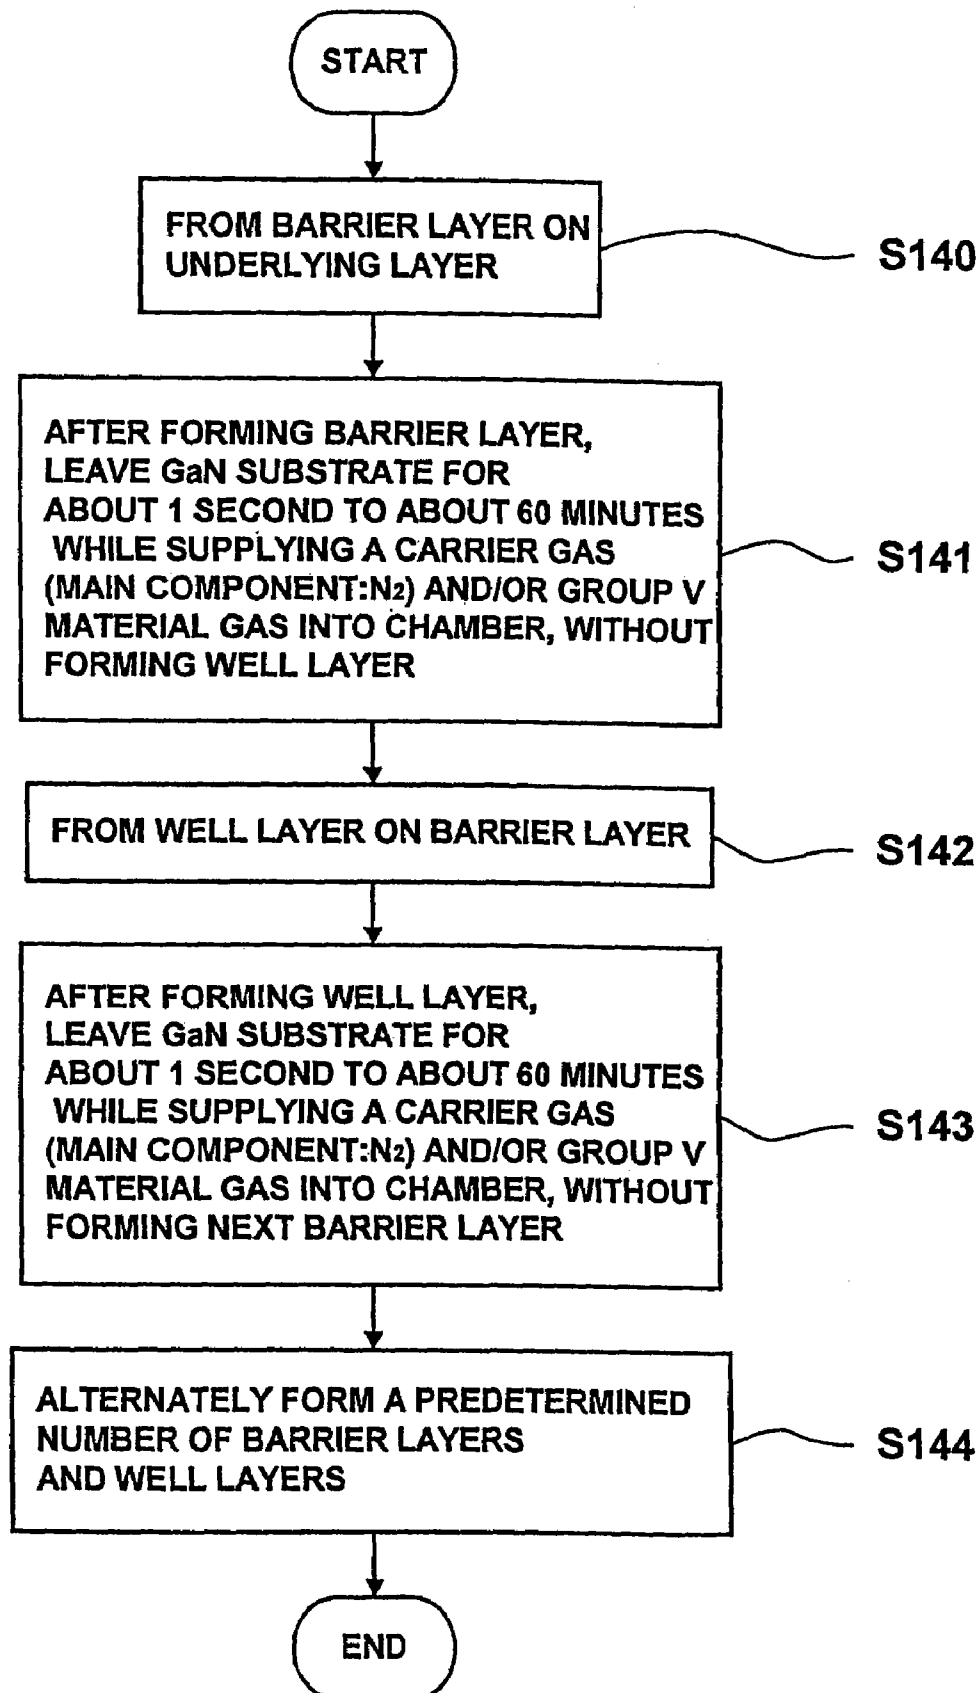 START
FROM BARRIER LAYER ON
UNDERLYING LAYER
S140
AFTER FORMING BARRIER LAYER,
LEAVE GaN SUBSTRATE FOR
ABOUT 1 SECOND TO ABOUT 60 MINUTES
WHILE SUPPLYING A CARRIER GAS
(MAIN COMPONENT:N2) AND/OR GROUP V
MATERIAL GAS INTO CHAMBER, WITHOUT
FORMING WELL LAYER
S141
FROM WELL LAYER ON BARRIER LAYER
S142
AFTER FORMING WELL LAYER,
LEAVE GaN SUBSTRATE FOR
ABOUT 1 SECOND TO ABOUT 60 MINUTES
WHILE SUPPLYING A CARRIER GAS
(MAIN COMPONENT:N2) AND/OR GROUP V
MATERIAL GAS INTO CHAMBER, WITHOUT
FORMING NEXT BARRIER LAYER
S143
ALTERNATELY FORM A PREDETERMINED
NUMBER OF BARRIER LAYERS
AND WELL LAYERS
S144
END